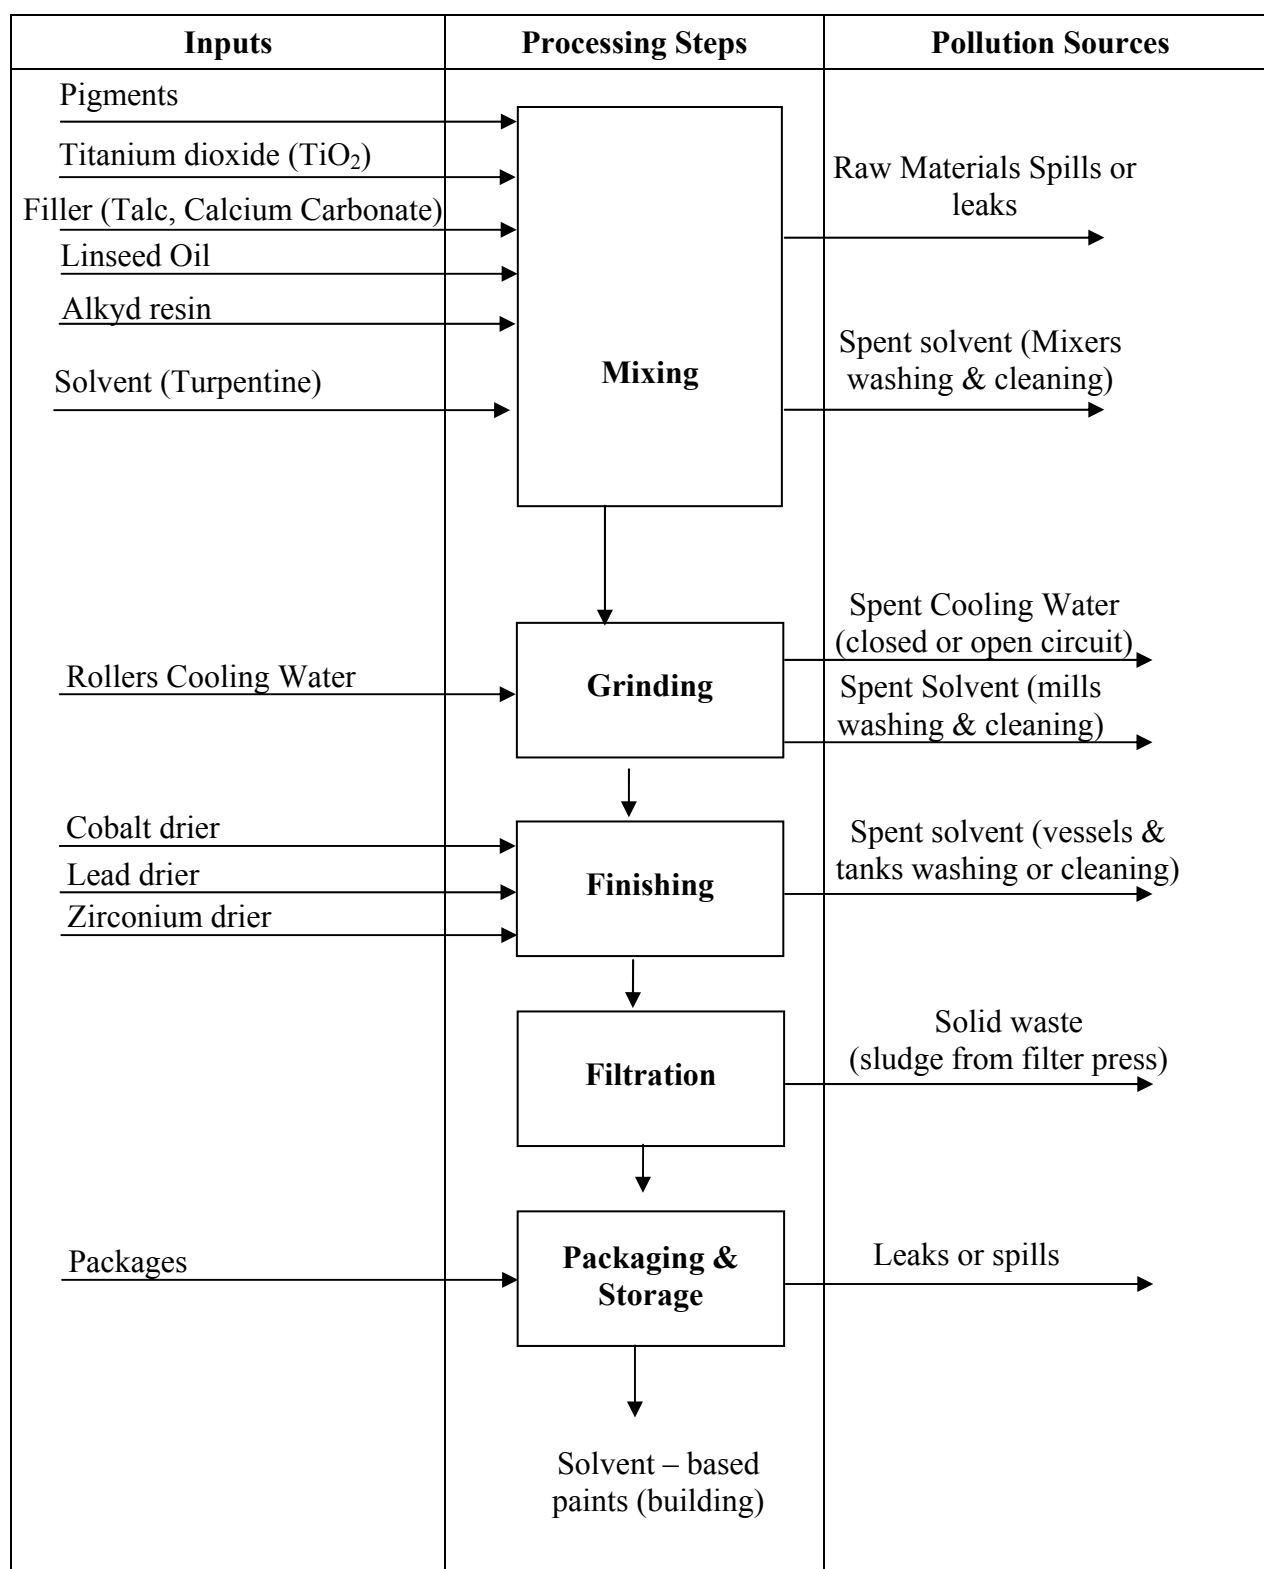 Inputs
Processing Steps
Pollution Sources
Pigments
Titanium dioxide (TiO₂)
Filler (Talc, Calcium Carbonate)
Linseed Oil
Alkyd resin
Solvent (Turpentine)
Mixing
Raw Materials Spills or
leaks
Spent solvent (Mixers
washing & cleaning)
Rollers Cooling Water
Grinding
Spent Cooling Water
(closed or open circuit)
Spent Solvent (mills
washing & cleaning)
Cobalt drier
Lead drier
Zirconium drier
Finishing
Spent solvent (vessels &
tanks washing or cleaning)
Filtration
Solid waste
(sludge from filter press)
Packages
Packaging &
Storage
Leaks or spills
Solvent – based
paints (building)